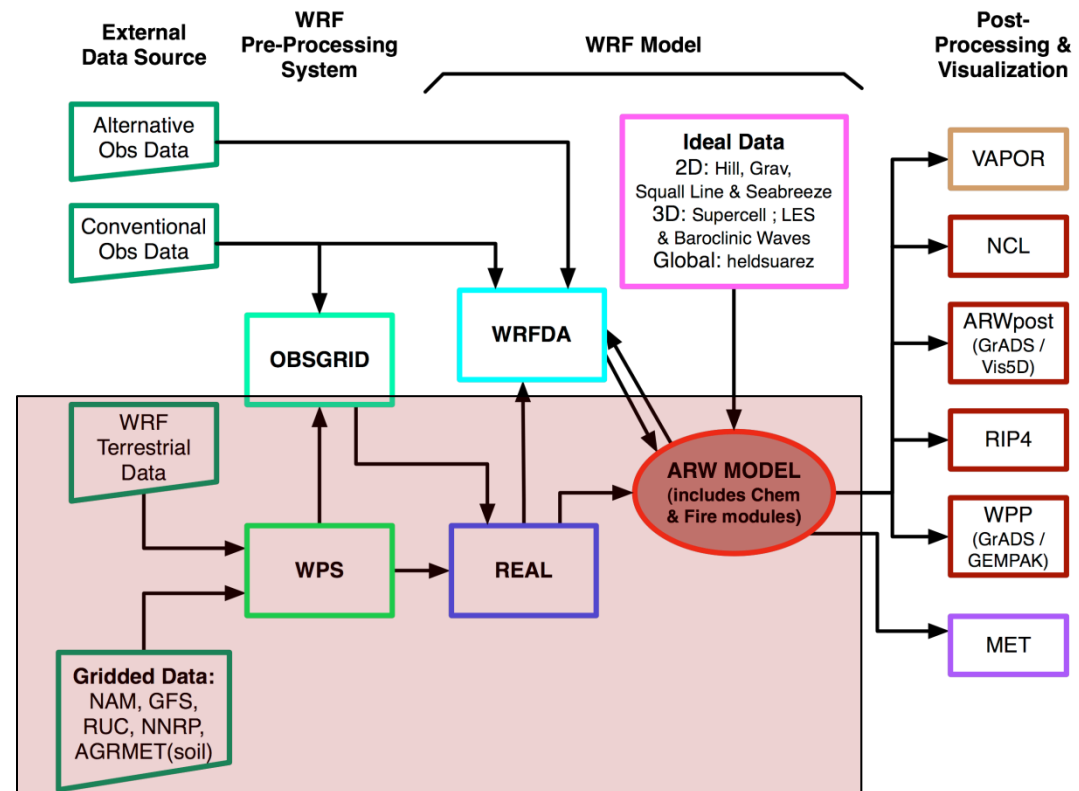 External
Data Source
WRF
Pre-Processing
System
WRF Model
Post-
Processing &
Visualization
Alternative
Obs Data
Conventional
Obs Data
Ideal Data
2D: Hill, Grav,
Squall Line & Seabreeze
3D: Supercell ; LES
& Baroclinic Waves
Global: heldsuarez
OBSGRID
WRFDA
WRF
Terrestrial
Data
WPS
REAL
ARW MODEL
(includes Chem
& Fire modules)
Gridded Data:
NAM, GFS,
RUC, NNRP,
AGRMET(soil)
VAPOR
NCL
ARWpost
(GrADS /
Vis5D)
RIP4
WPP
(GrADS /
GEMPAK)
MET